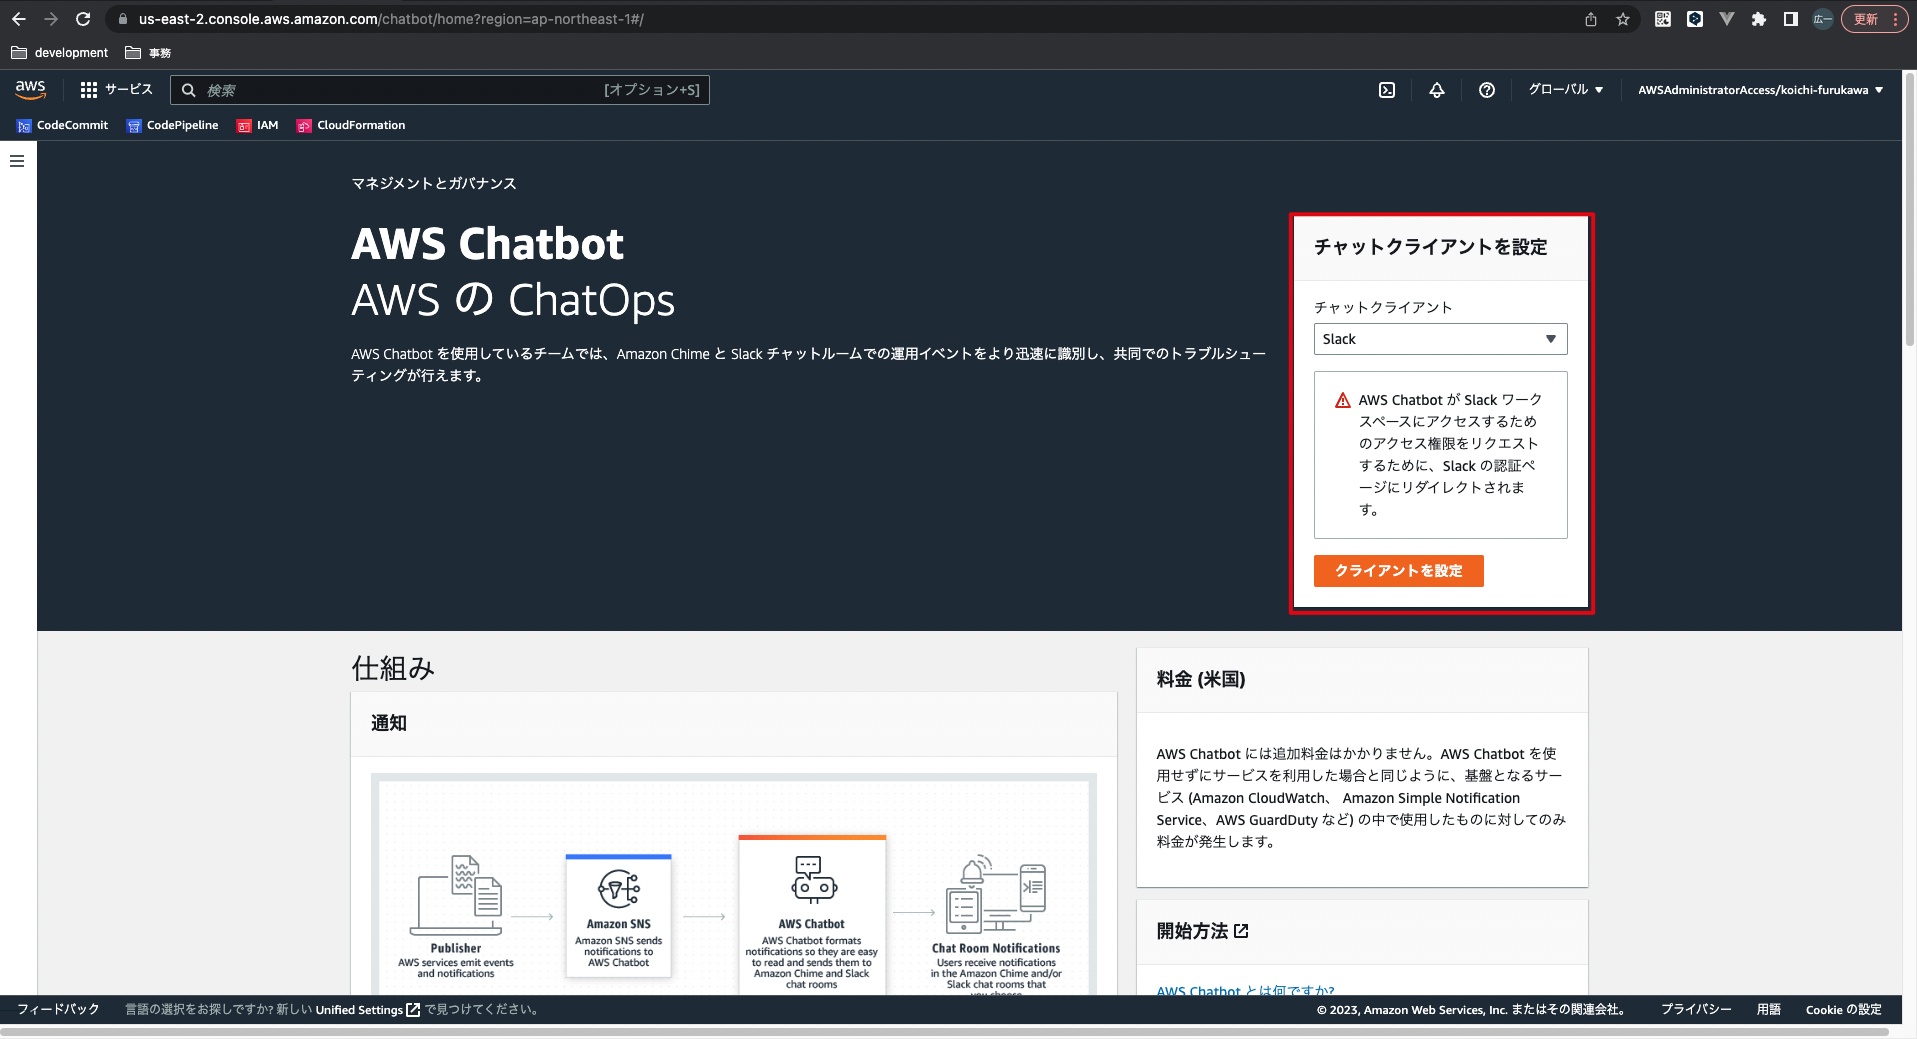 us-east-2.console.aws.amazon.com/chatbot/home?region=ap-northeast-1#/
広一
更新
development
事務
aws
サービス
検索
[オプション+S]
グローバル
AWSAdministratorAccess/koichi-furukawa
CodeCommit
CodePipeline
IAM
CloudFormation
マネジメントとガバナンス
AWS Chatbot
AWS の ChatOps
AWS Chatbot を使用しているチームでは、Amazon Chime と Slack チャットルームでの運用イベントをより迅速に識別し、共同でのトラブルシュー
ティングが行えます。
チャットクライアントを設定
チャットクライアント
Slack
AWS Chatbot が Slack ワーク
スペースにアクセスするため
のアクセス権限をリクエスト
するために、Slack の認証ペ
ージにリダイレクトされま
す。
クライアントを設定
仕組み
通知
Publisher
AWS services emit events
and notifications
Amazon SNS
Amazon SNS sends
notifications to
AWS Chatbot
AWS Chatbot
AWS Chatbot formats
notifications so they are easy
to read and sends them to
Amazon Chime and Slack
chat rooms
Chat Room Notifications
Users receive notifications
in the Amazon Chime and/or
Slack chat rooms that
you choose
料金 (米国)
AWS Chatbot には追加料金はかかりません。AWS Chatbot を使
用せずにサービスを利用した場合と同じように、基盤となるサー
ビス (Amazon CloudWatch、 Amazon Simple Notification
Service、AWS GuardDuty など) の中で使用したものに対してのみ
料金が発生します。
開始方法
AWS Chatbot とは何ですか?
フィードバック
言語の選択をお探しですか? 新しい Unified Settings で見つけてください。
© 2023, Amazon Web Services, Inc. またはその関連会社。
プライバシー
用語
Cookie の設定